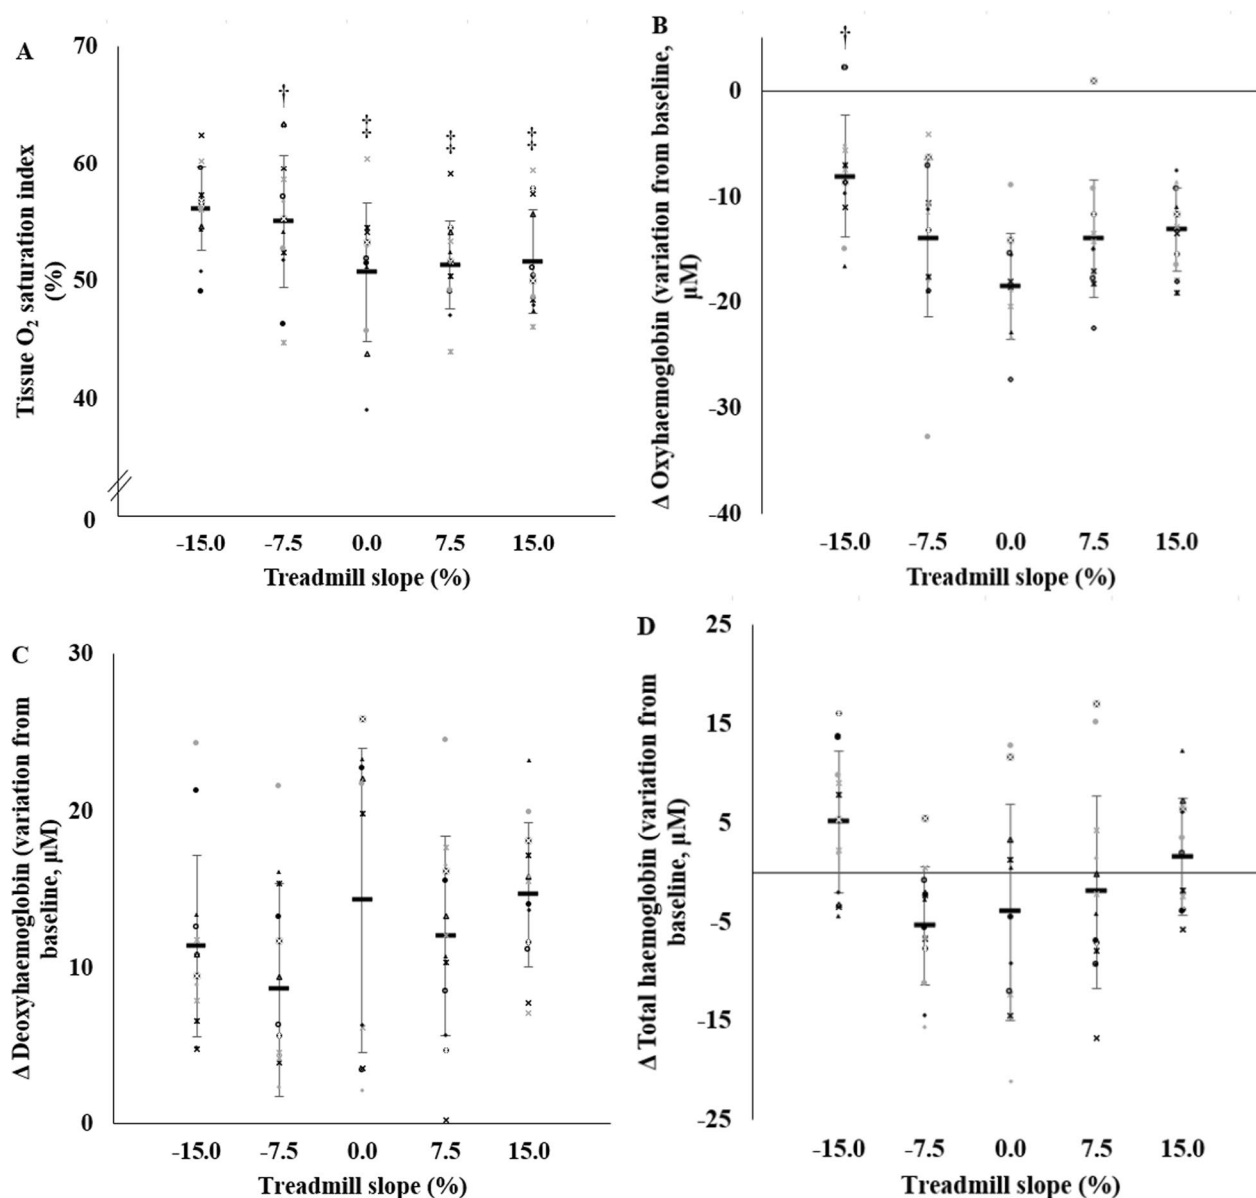 A
70
60
50
40
0
Tissue O₂ saturation index
(%)
†
‡
‡
‡
-15.0 -7.5 0.0 7.5 15.0
Treadmill slope (%)
B
0
-10
-20
-30
-40
Δ Oxyhaemoglobin (variation from baseline,
μM)
†
-15.0 -7.5 0.0 7.5 15.0
Treadmill slope (%)
C
30
20
10
0
Δ Deoxyhaemoglobin (variation from
baseline, μM)
-15.0 -7.5 0.0 7.5 15.0
Treadmill slope (%)
D
25
15
5
-5
-15
-25
Δ Total haemoglobin (variation from
baseline, μM)
-15.0 -7.5 0.0 7.5 15.0
Treadmill slope (%)